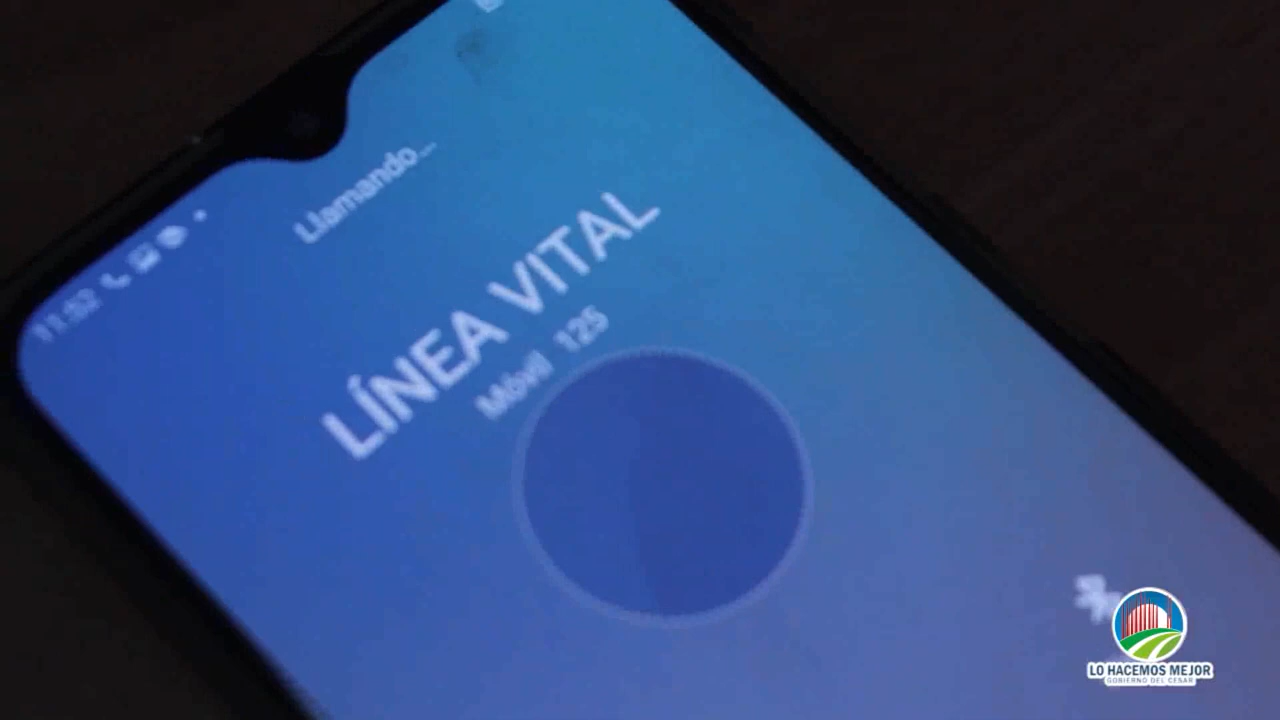 11:52
Llamando...
LÍNEA VITAL
Móvil 125
LO HACEMOS MEJOR
GOBIERNO DEL CESAR